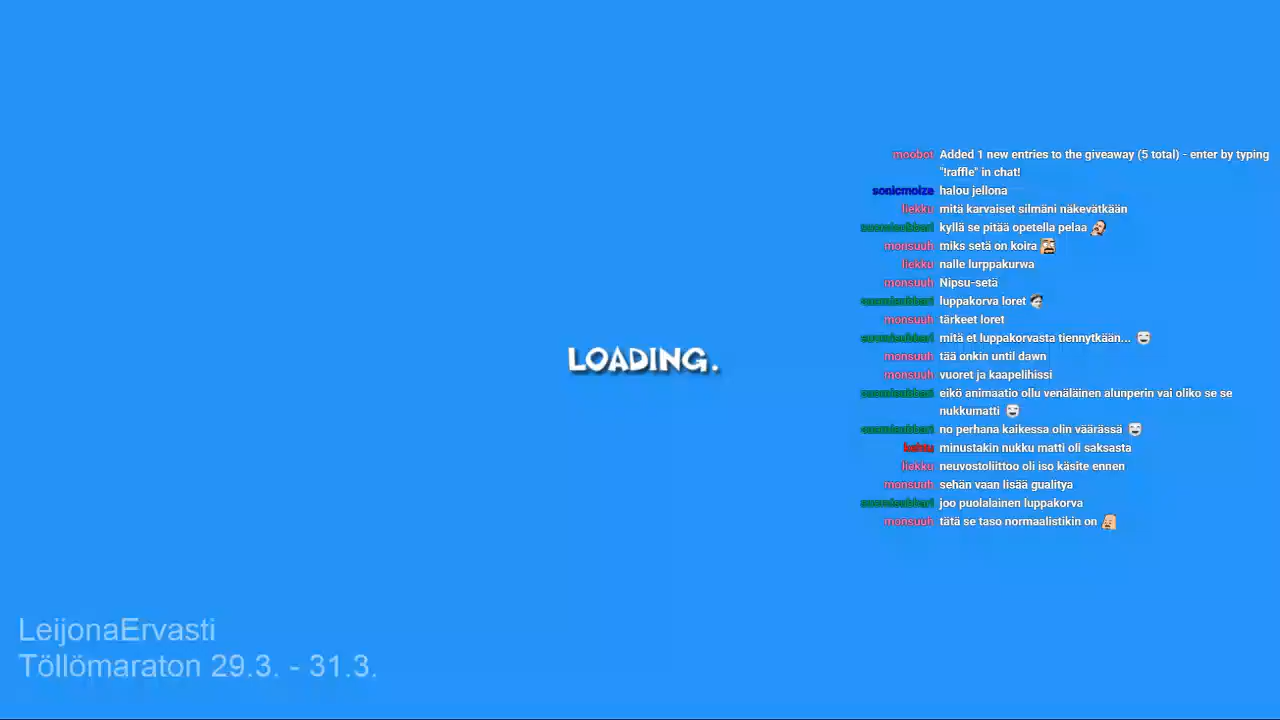 moobot Added 1 new entries to the giveaway (5 total) - enter by typing
"!raffle" in chat!
sonicmoize halou jellona
liekku mitä karvaiset silmäni näkevätkään
kyllä se pitää opetella pelaa
monsuuh miks setä on koira
liekku nalle lurppakurwa
monsuuh Nipsu-setä
luppakorva loret
monsuuh tärkeet loret
mitä et luppakorvasta tiennytkään...
monsuuh tää onkin until dawn
monsuuh vuoret ja kaapelihissi
LOADING.
eikö animaatio ollu venäläinen alunperin vai oliko se se
nukkumatti
no perhana kaikessa olin väärässä
minustakin nukku matti oli saksasta
liekku neuvostoliittoo oli iso käsite ennen
monsuuh sehän vaan lisää gualitya
joo puolalainen luppakorva
monsuuh tätä se taso normaalistikin on
LeijonaErvasti
Töllömaraton 29.3. - 31.3.